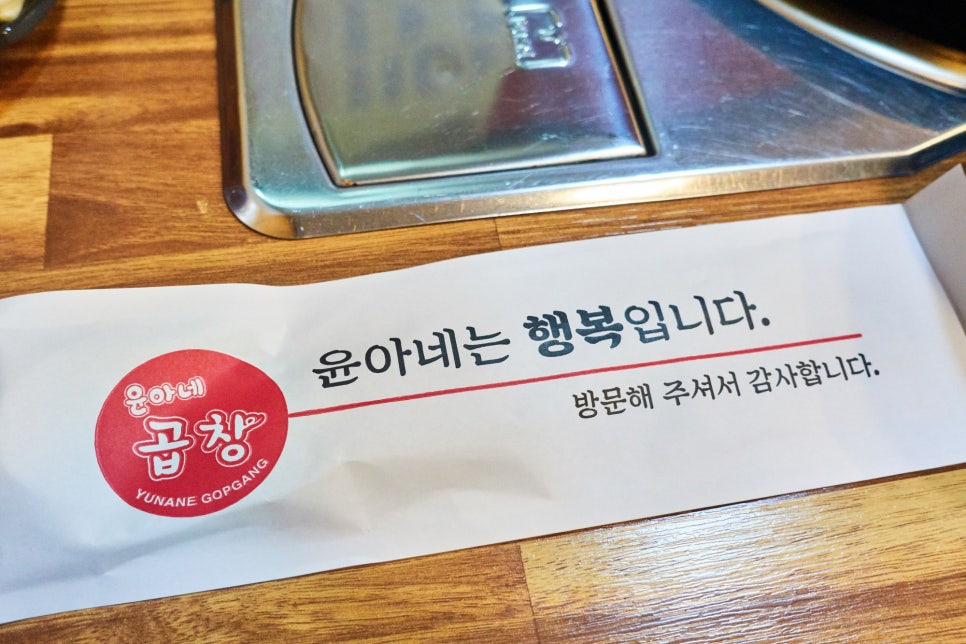 윤아네는 행복입니다.
방문해 주셔서 감사합니다.
윤아네
곱창
YUNANE GOPGANG